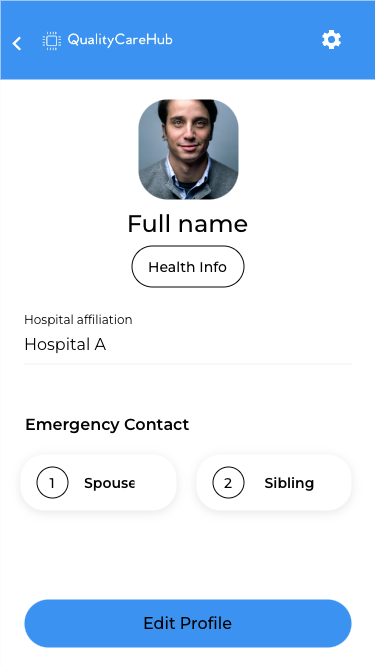 QualityCareHub
Full name
Health Info
Hospital affiliation
Hospital A
Emergency Contact
1 Spouse
2 Sibling
Edit Profile